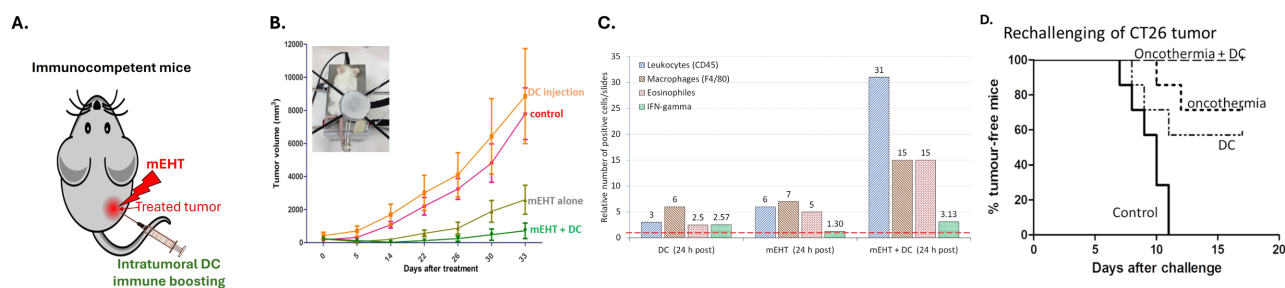 A.
Immunocompetent mice
mEHT
Treated tumor
Intratumoral DC
immune boosting
B.
Tumor volume (mm³)
12000
10000
8000
6000
4000
2000
0
DC injection
control
mEHT alone
mEHT + DC
0 5 14 22 26 30 33
Days after treatment
C.
Relative number of positive cells/slides
35
30
25
20
15
10
5
0
Leukocytes (CD45)
Macrophages (F4/80)
Eosinophiles
IFN-gamma
3 6 2.5 2.57
6 7 5 1.30
31 15 15 3.13
DC (24 h post) mEHT (24 h post) mEHT + DC (24 h post)
D.
Rechallenging of CT26 tumor
% tumour-free mice
100
80
60
40
20
0
Oncothermia + DC
oncothermia
DC
Control
0 5 10 15 20
Days after challenge